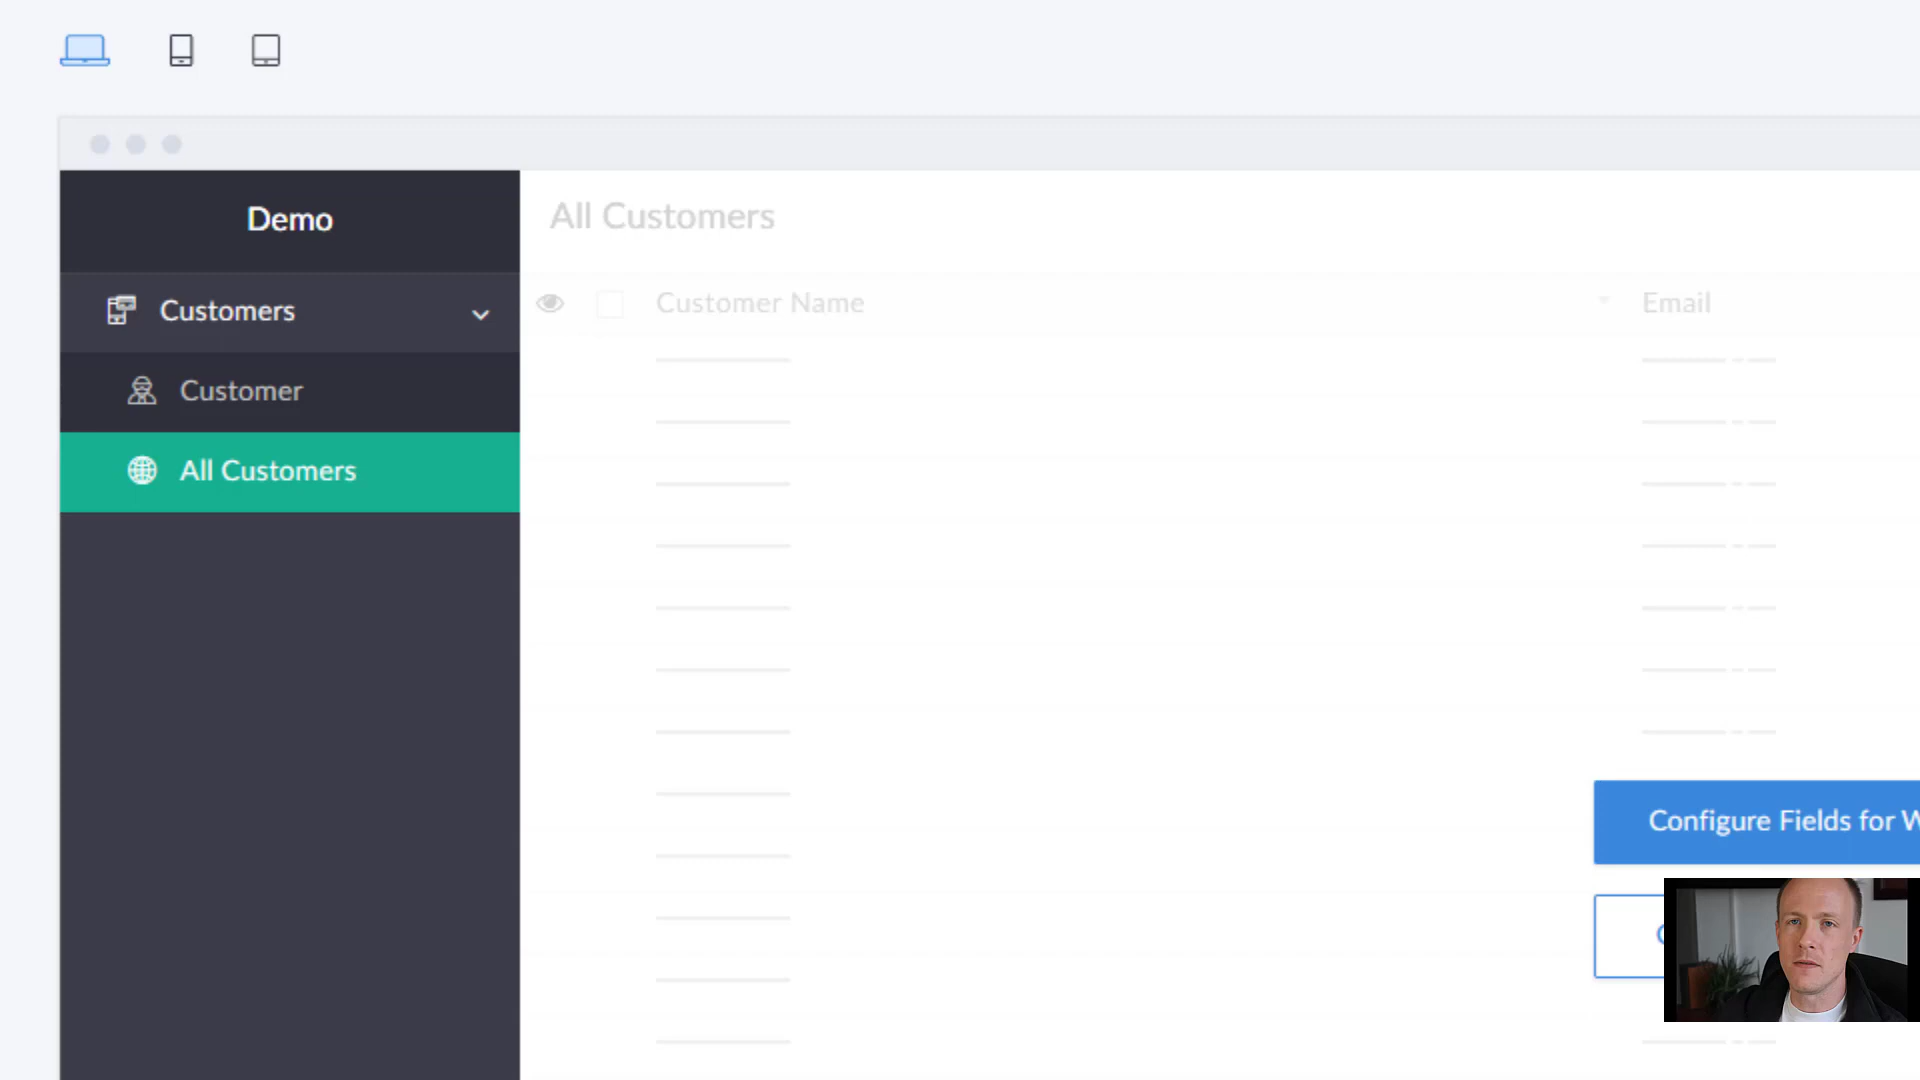 Demo
All Customers
Customers
Customer Name
Email
Customer
All Customers
Configure Fields for